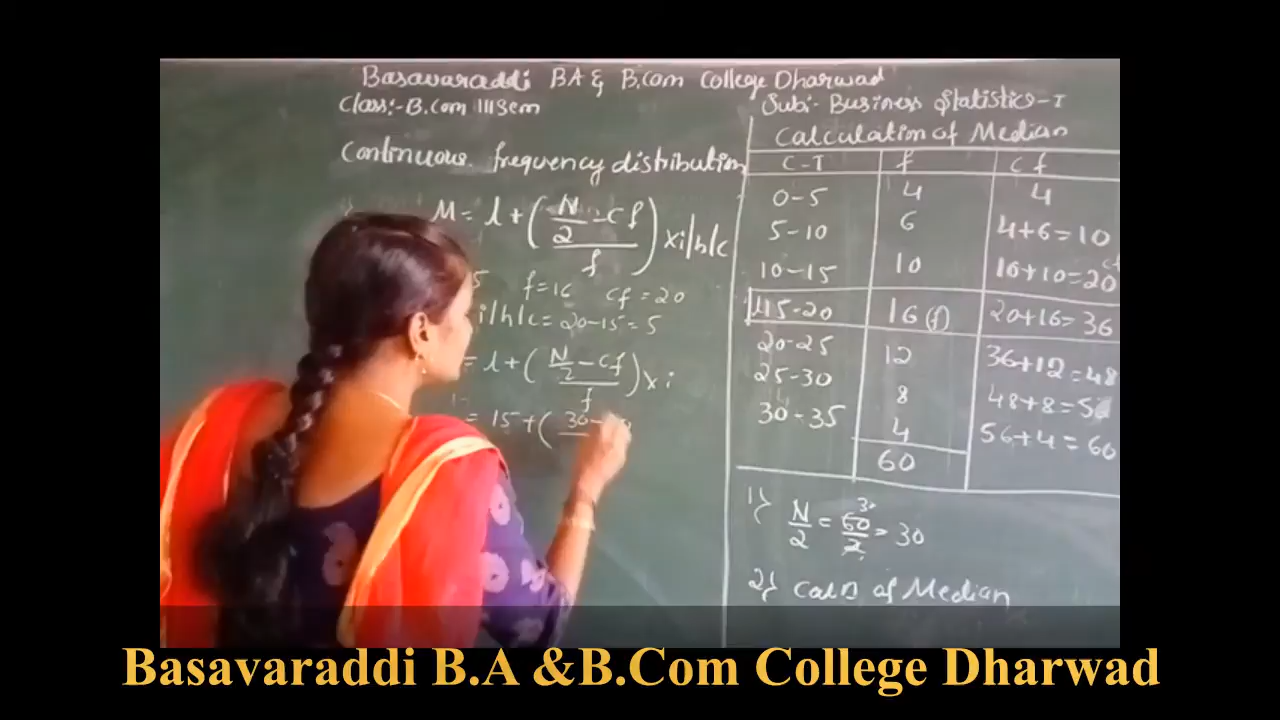 Basavaraddi BA & B.Com College Dharwad
Class:- B.Com III Sem
Sub:- Business Statistics - I
Continuous frequency distribution
M = l + ( N/2 - cf / f ) x i/h/c
f = 16 cf = 20
i/h/c = 20-15 = 5
= l + ( N/2 - cf / f ) x i
= 15 + ( 30 -
Calculation of Median
C-I f cf
0-5 4 4
5-10 6 4+6=10
10-15 10 10+10=20 cf
15-20 16 (f) 20+16=36
20-25 12 36+12=48
25-30 8 48+8=56
30-35 4 56+4=60
60
1} N/2 = 60/2 = 30
2} Caln of Median
Basavaraddi B.A &B.Com College Dharwad